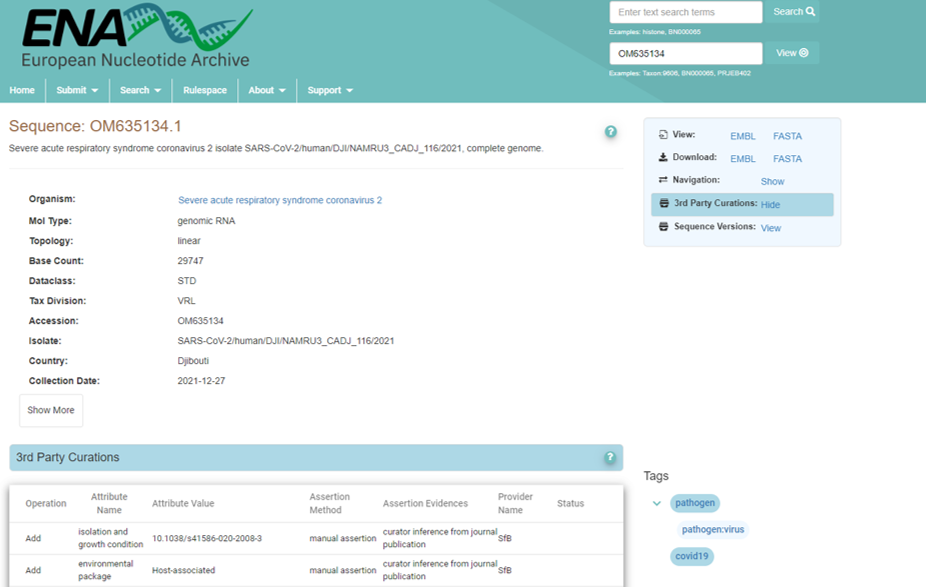 ENA
European Nucleotide Archive
Enter text search terms
Search
Examples: histone, BN000065
OM635134
View
Examples: Taxon:9606, BN000065, PRJEB402
Home
Submit
Search
Rulespace
About
Support
Sequence: OM635134.1
?
Severe acute respiratory syndrome coronavirus 2 isolate SARS-CoV-2/human/DJI/NAMRU3_CADJ_116/2021, complete genome.
Organism: Severe acute respiratory syndrome coronavirus 2
Mol Type: genomic RNA
Topology: linear
Base Count: 29747
Dataclass: STD
Tax Division: VRL
Accession: OM635134
Isolate: SARS-CoV-2/human/DJI/NAMRU3_CADJ_116/2021
Country: Djibouti
Collection Date: 2021-12-27
Show More
View: EMBL FASTA
Download: EMBL FASTA
Navigation: Show
3rd Party Curations: Hide
Sequence Versions: View
3rd Party Curations
?
Operation Attribute Name Attribute Value Assertion Method Assertion Evidences Provider Name Status
Add isolation and growth condition 10.1038/s41586-020-2008-3 manual assertion curator inference from journal publication SfB
Add environmental package Host-associated manual assertion curator inference from journal publication SfB
Tags
pathogen
pathogen:virus
covid19